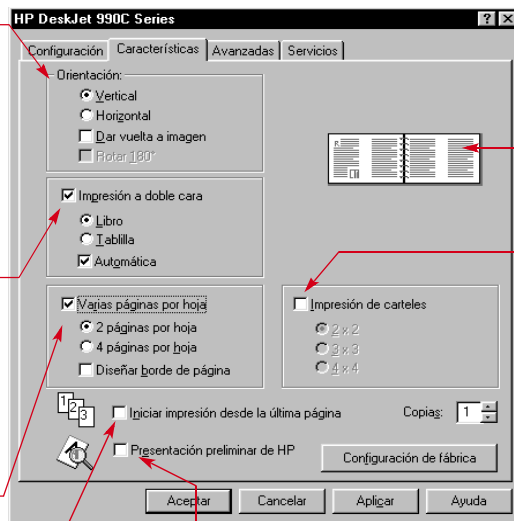 HP DeskJet 990C Series
Configuración Características Avanzadas Servicios
Orientación:
Vertical
Horizontal
Dar vuelta a imagen
Rotar 180°
Impresión a doble cara
Libro
Tablilla
Automática
Varias páginas por hoja
2 páginas por hoja
4 páginas por hoja
Diseñar borde de página
Impresión de carteles
2 x 2
3 x 3
4 x 4
1 2 3
Iniciar impresión desde la última página
Copias: 1
Presentación preliminar de HP
Configuración de fábrica
Aceptar Cancelar Aplicar Ayuda